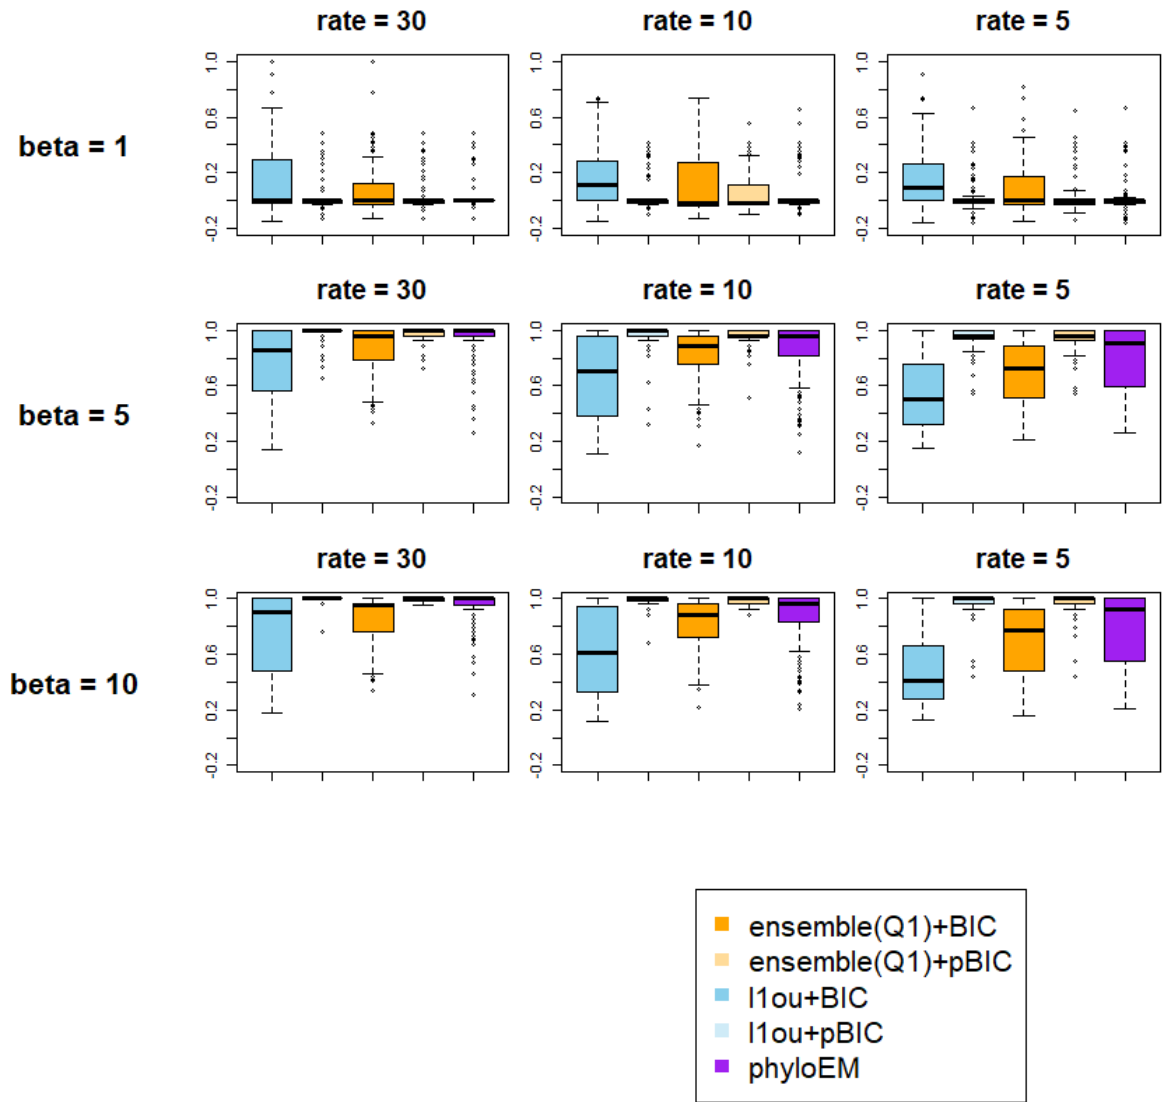 rate = 30 rate = 10 rate = 5
beta = 1
1.0 0.6 0.2 -0.2
1.0 0.6 0.2 -0.2
1.0 0.6 0.2 -0.2
rate = 30 rate = 10 rate = 5
beta = 5
1.0 0.6 0.2 -0.2
1.0 0.6 0.2 -0.2
1.0 0.6 0.2 -0.2
rate = 30 rate = 10 rate = 5
beta = 10
1.0 0.6 0.2 -0.2
1.0 0.6 0.2 -0.2
1.0 0.6 0.2 -0.2
ensemble(Q1)+BIC
ensemble(Q1)+pBIC
l1ou+BIC
l1ou+pBIC
phyloEM